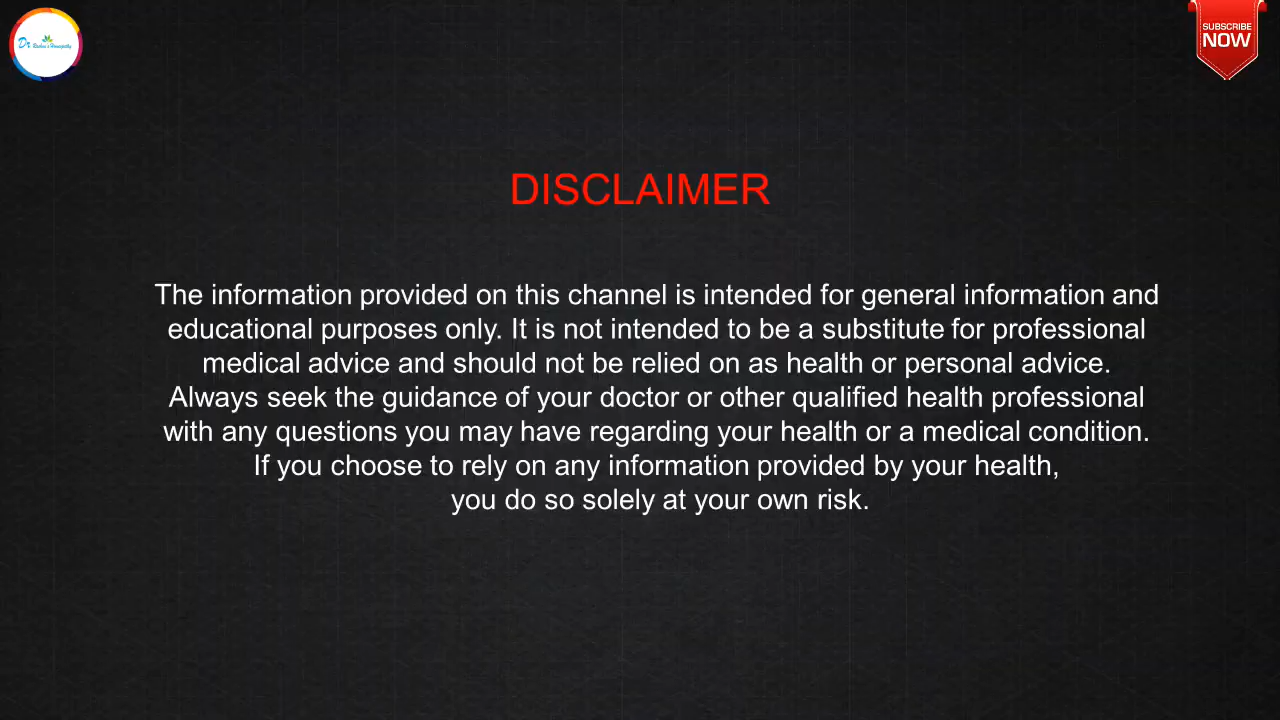 SUBSCRIBE
NOW
DISCLAIMER
The information provided on this channel is intended for general information and
educational purposes only. It is not intended to be a substitute for professional
medical advice and should not be relied on as health or personal advice.
Always seek the guidance of your doctor or other qualified health professional
with any questions you may have regarding your health or a medical condition.
If you choose to rely on any information provided by your health,
you do so solely at your own risk.